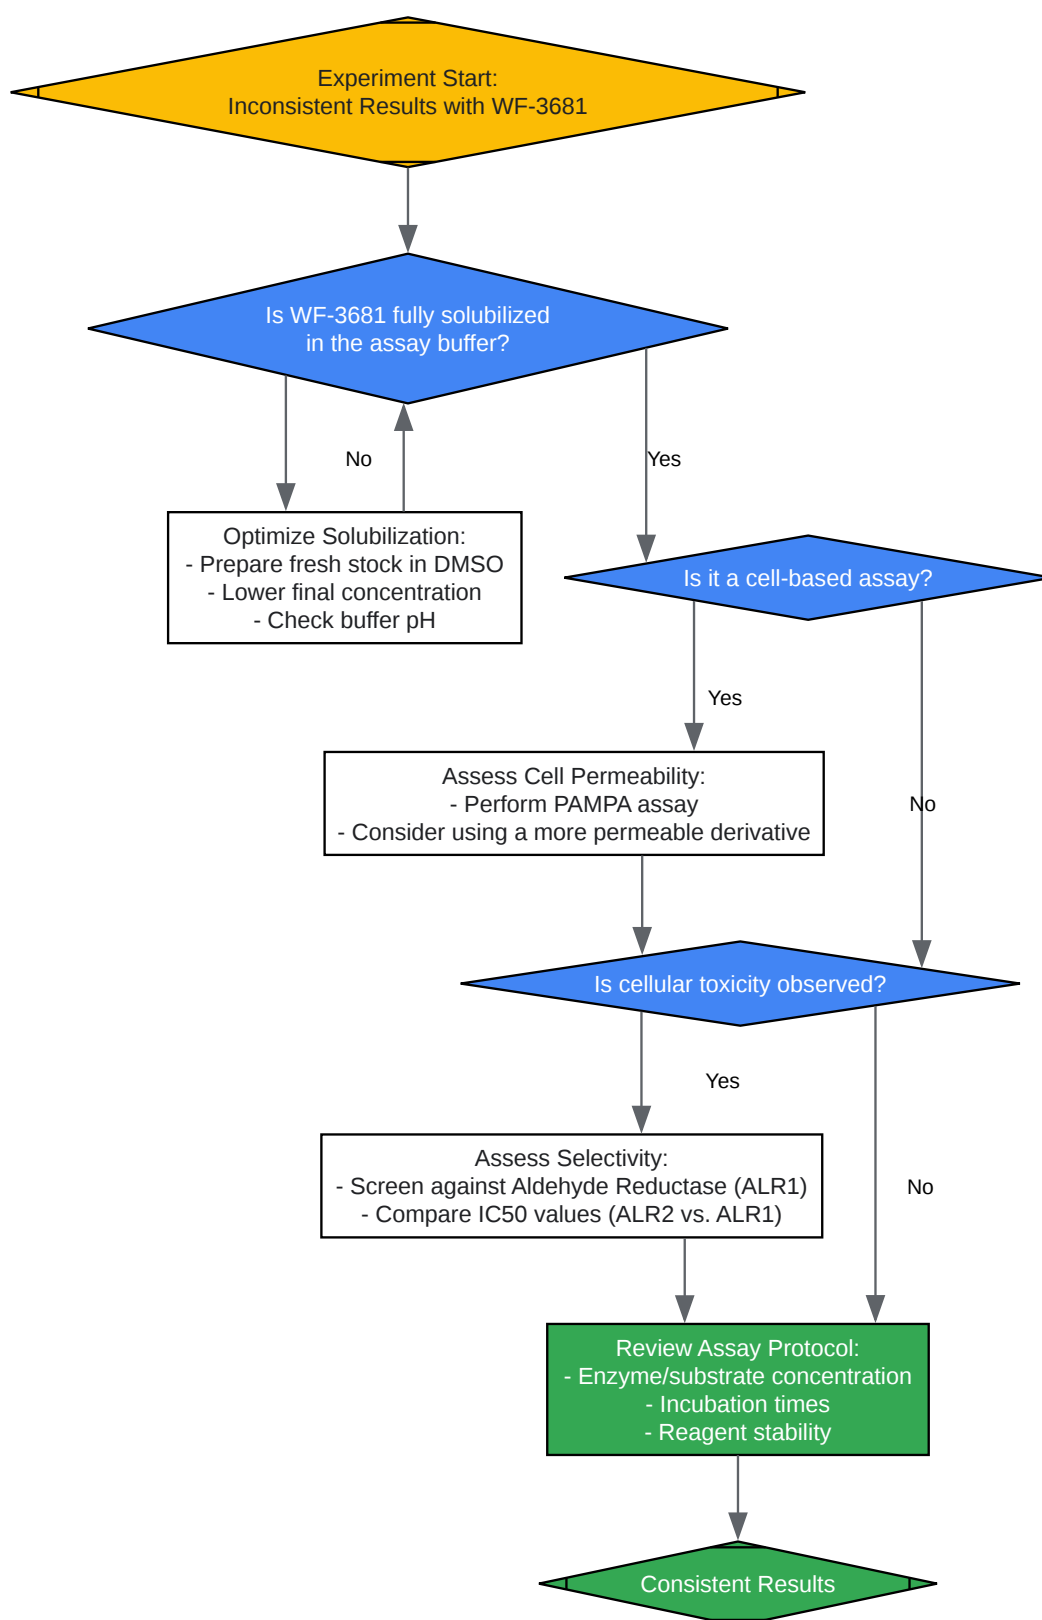 Experiment Start:
Inconsistent Results with WF-3681
Is WF-3681 fully solubilized
in the assay buffer?
No
Yes
Optimize Solubilization:
- Prepare fresh stock in DMSO
- Lower final concentration
- Check buffer pH
Is it a cell-based assay?
Yes
Assess Cell Permeability:
- Perform PAMPA assay
- Consider using a more permeable derivative
No
Is cellular toxicity observed?
Yes
Assess Selectivity:
- Screen against Aldehyde Reductase (ALR1)
- Compare IC50 values (ALR2 vs. ALR1)
No
Review Assay Protocol:
- Enzyme/substrate concentration
- Incubation times
- Reagent stability
Consistent Results